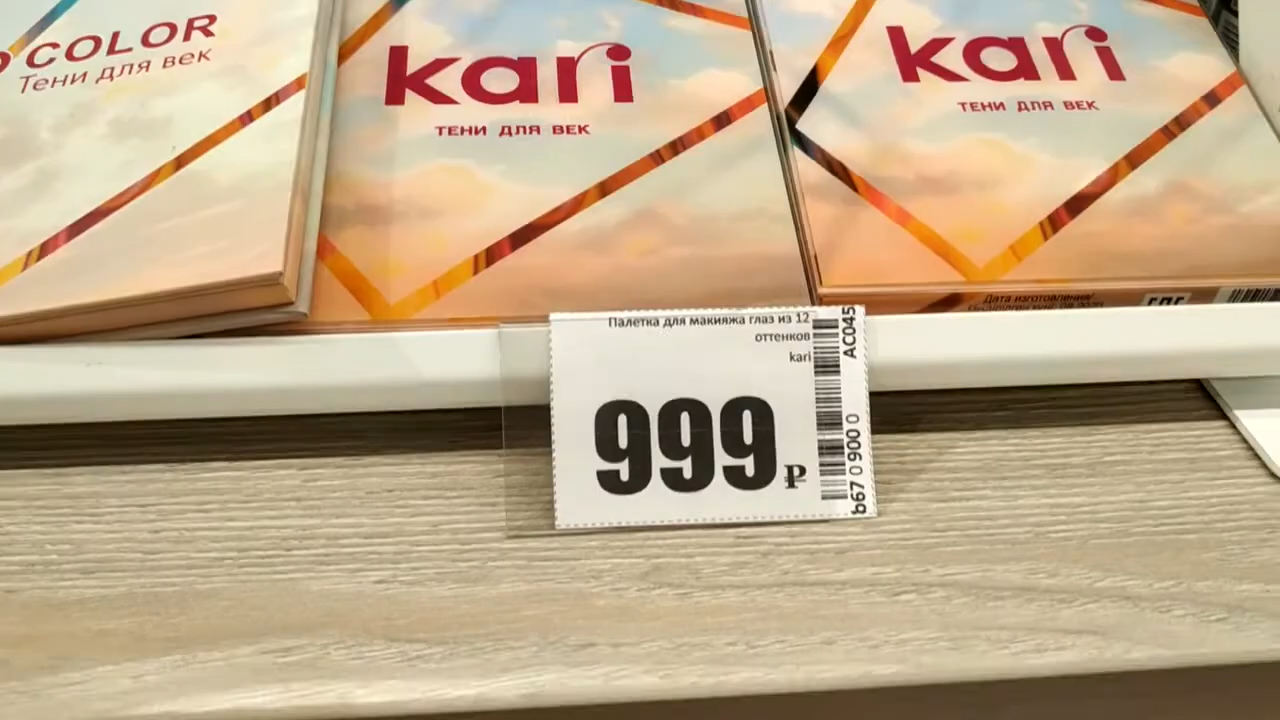 COLOR
Тени для век
kari
ТЕНИ ДЛЯ ВЕК
kari
ТЕНИ ДЛЯ ВЕК
Дата изготовления/
Палетка для макияжа глаз из 12
оттенков
kari
999 ₽
AC045
b67 0 900 0